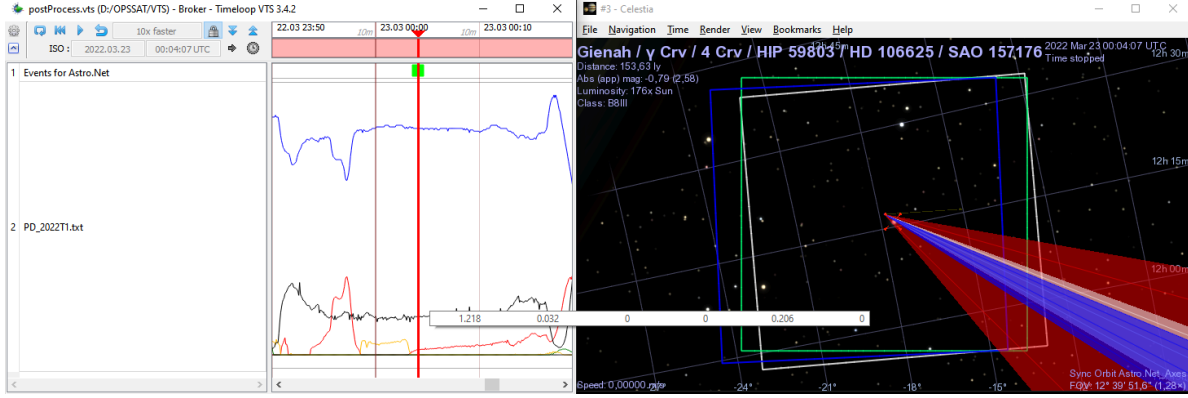 postProcess.vts (D:/OPSSAT/VTS) - Broker - Timeloop VTS 3.4.2
10x faster
ISO : 2022.03.23 00:04:07 UTC
22.03 23:50 10m 23.03 00:00 10m 23.03 00:10
1 Events for Astro.Net
2 PD_2022T1.txt
1.218 0.032 0 0 0.206 0
#3 - Celestia
File Navigation Time Render View Bookmarks Help
Gienah / γ Crv / 4 Crv / HIP 59803 / HD 106625 / SAO 157176
2022 Mar 23 00:04:07 UTC
Time stopped
Distance: 153,63 ly
Abs (app) mag: -0,79 (2,58)
Luminosity: 176x Sun
Class: B8III
12h 45m
12h 30m
12h 15m
12h 00m
Speed: 0,00000 m/s
-24° -21° -18° -15°
Sync Orbit Astro.Net_Axes
FOV: 12° 39' 51,6" (1,28×)